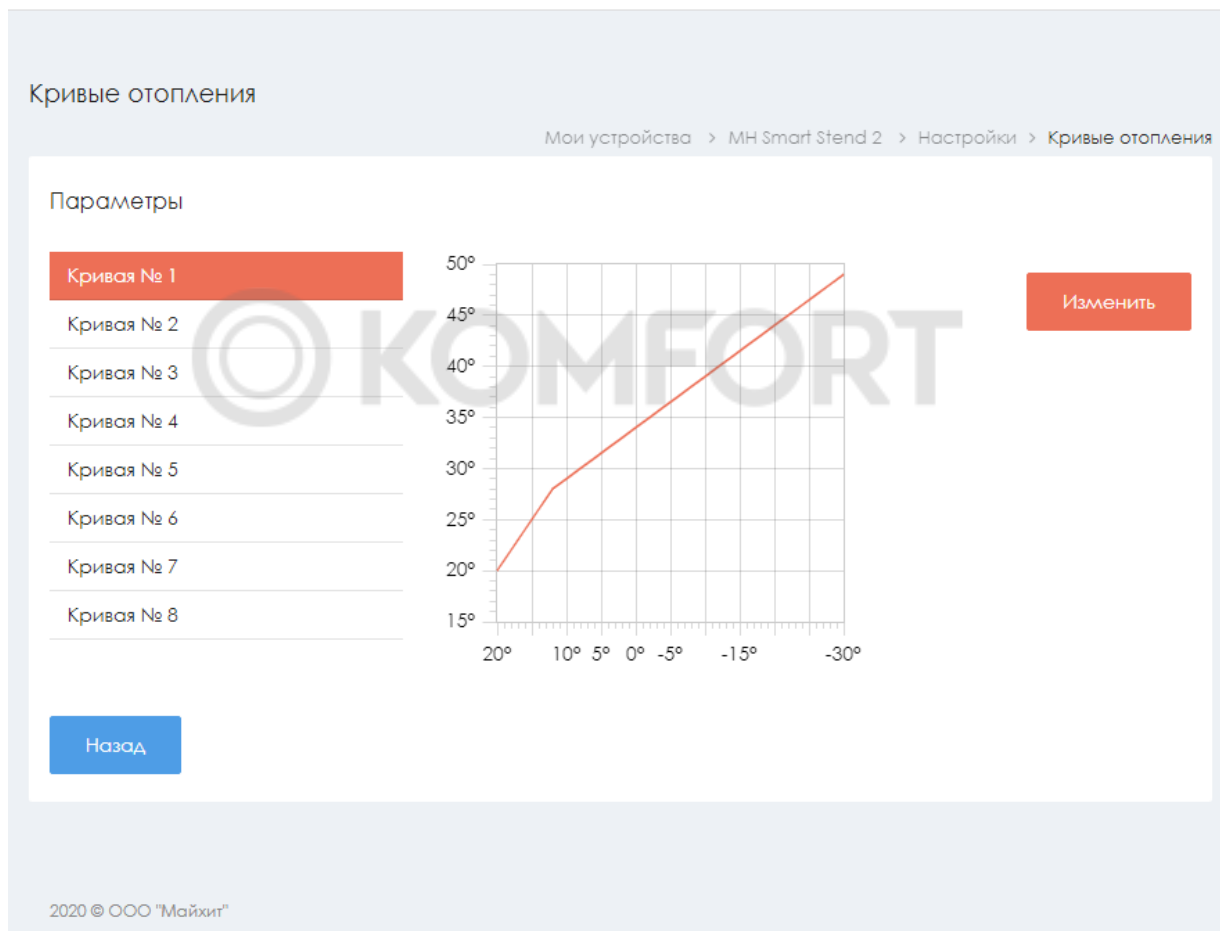 Кривые отопления
Мои устройства > MH Smart Stend 2 > Настройки > Кривые отопления
Параметры
Кривая № 1
Кривая № 2
Кривая № 3
Кривая № 4
Кривая № 5
Кривая № 6
Кривая № 7
Кривая № 8
50°
45°
40°
35°
30°
25°
20°
15°
20° 10° 5° 0° -5° -15° -30°
Изменить
KOMFORT
Назад
2020 © ООО "Майхит"